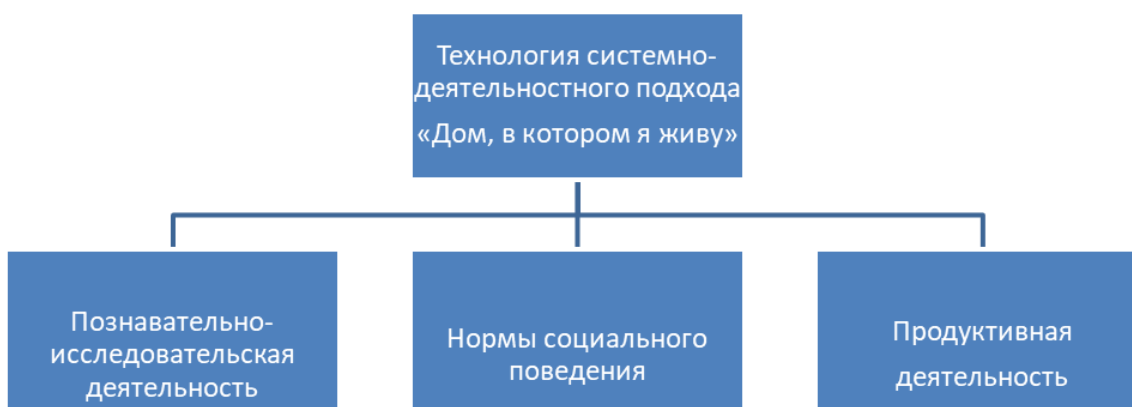 Технология системно-
деятельностного подхода
«Дом, в котором я живу»
Познавательно-
исследовательская
деятельность
Нормы социального
поведения
Продуктивная
деятельность